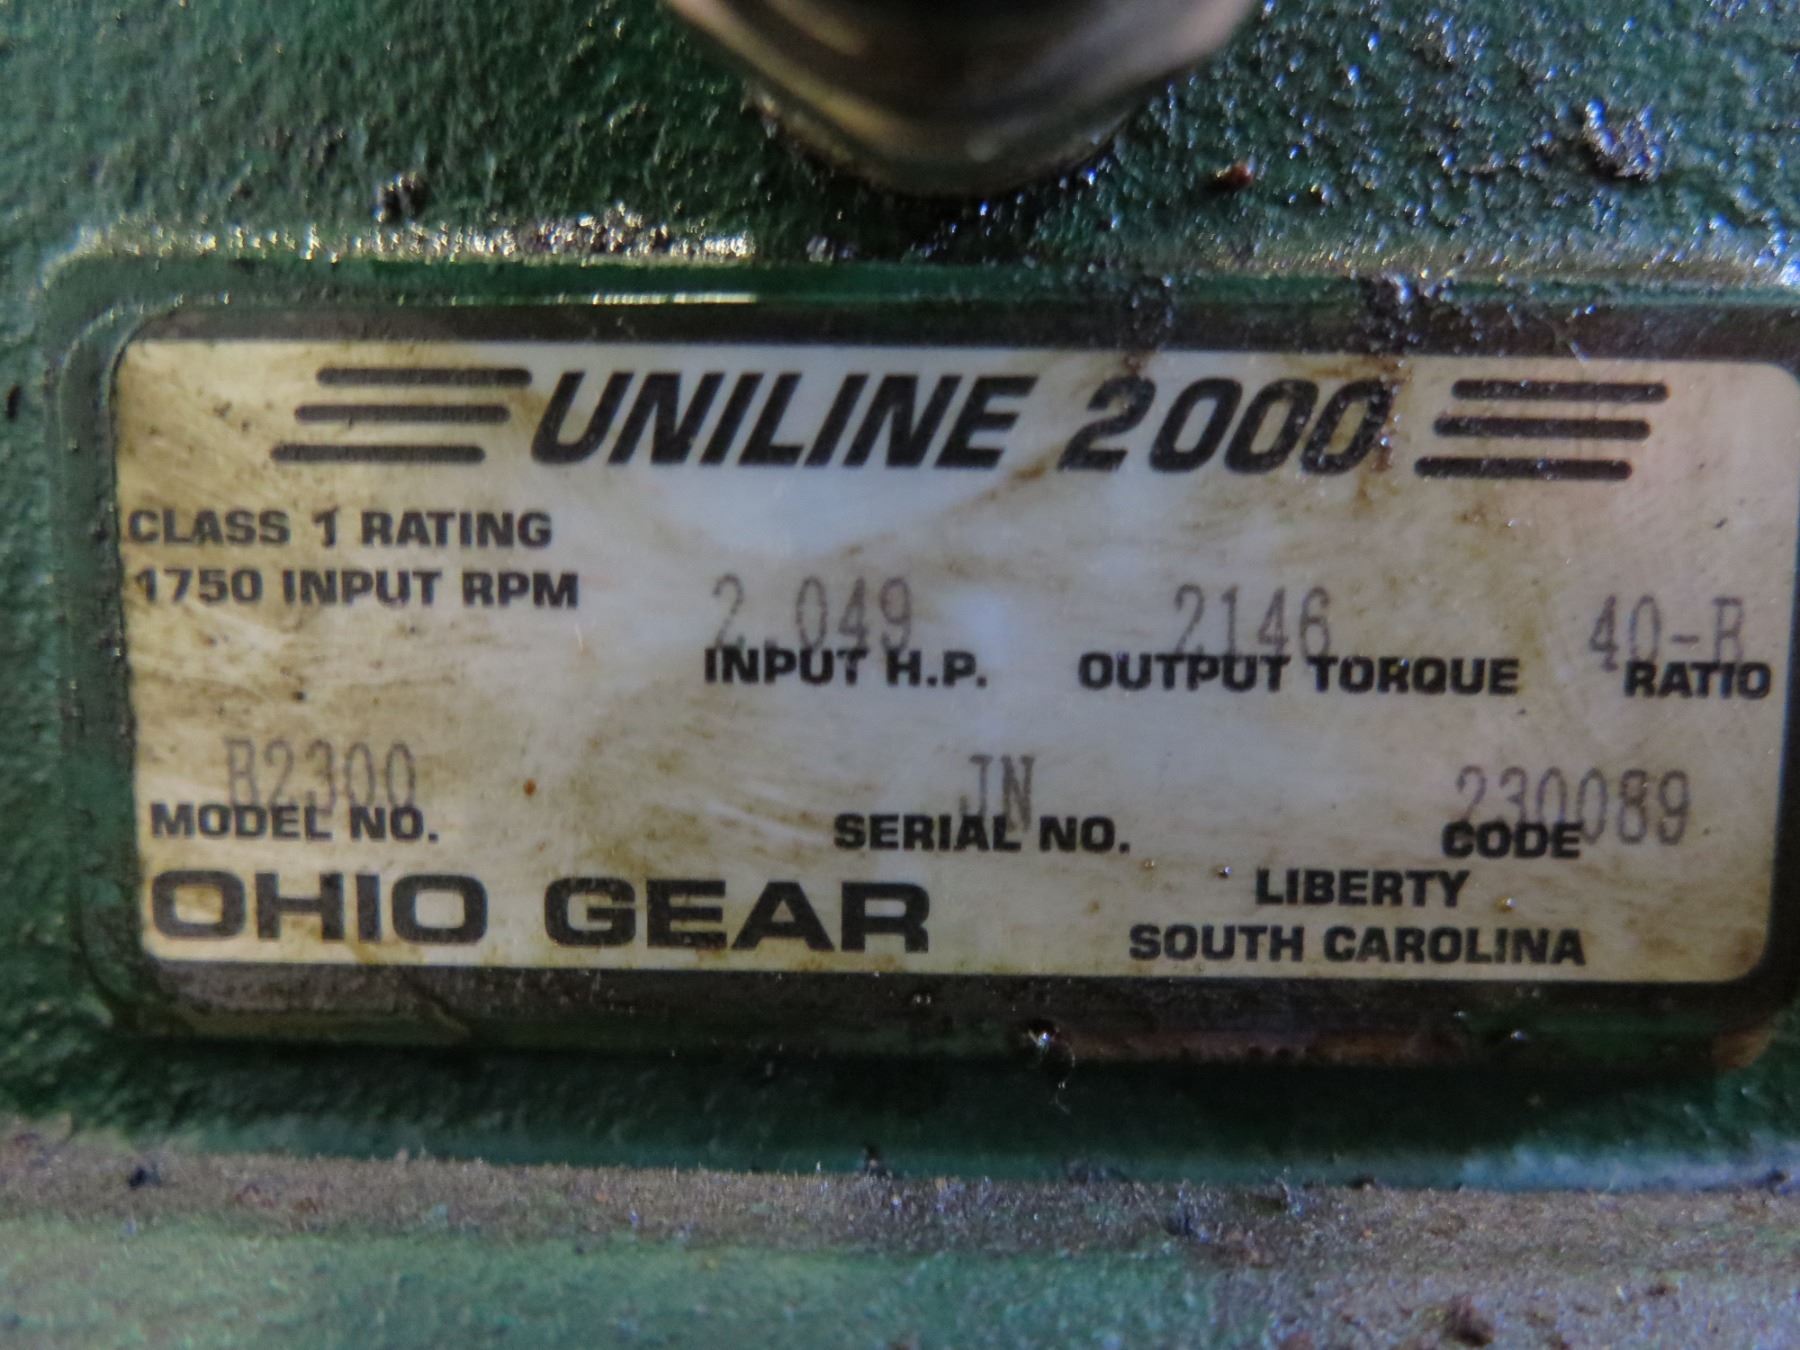 UNILINE 2000
CLASS 1 RATING
1750 INPUT RPM
2.049 2146 40-R
INPUT H.P. OUTPUT TORQUE RATIO
B2300 JN 230089
MODEL NO. SERIAL NO. CODE
OHIO GEAR
LIBERTY
SOUTH CAROLINA